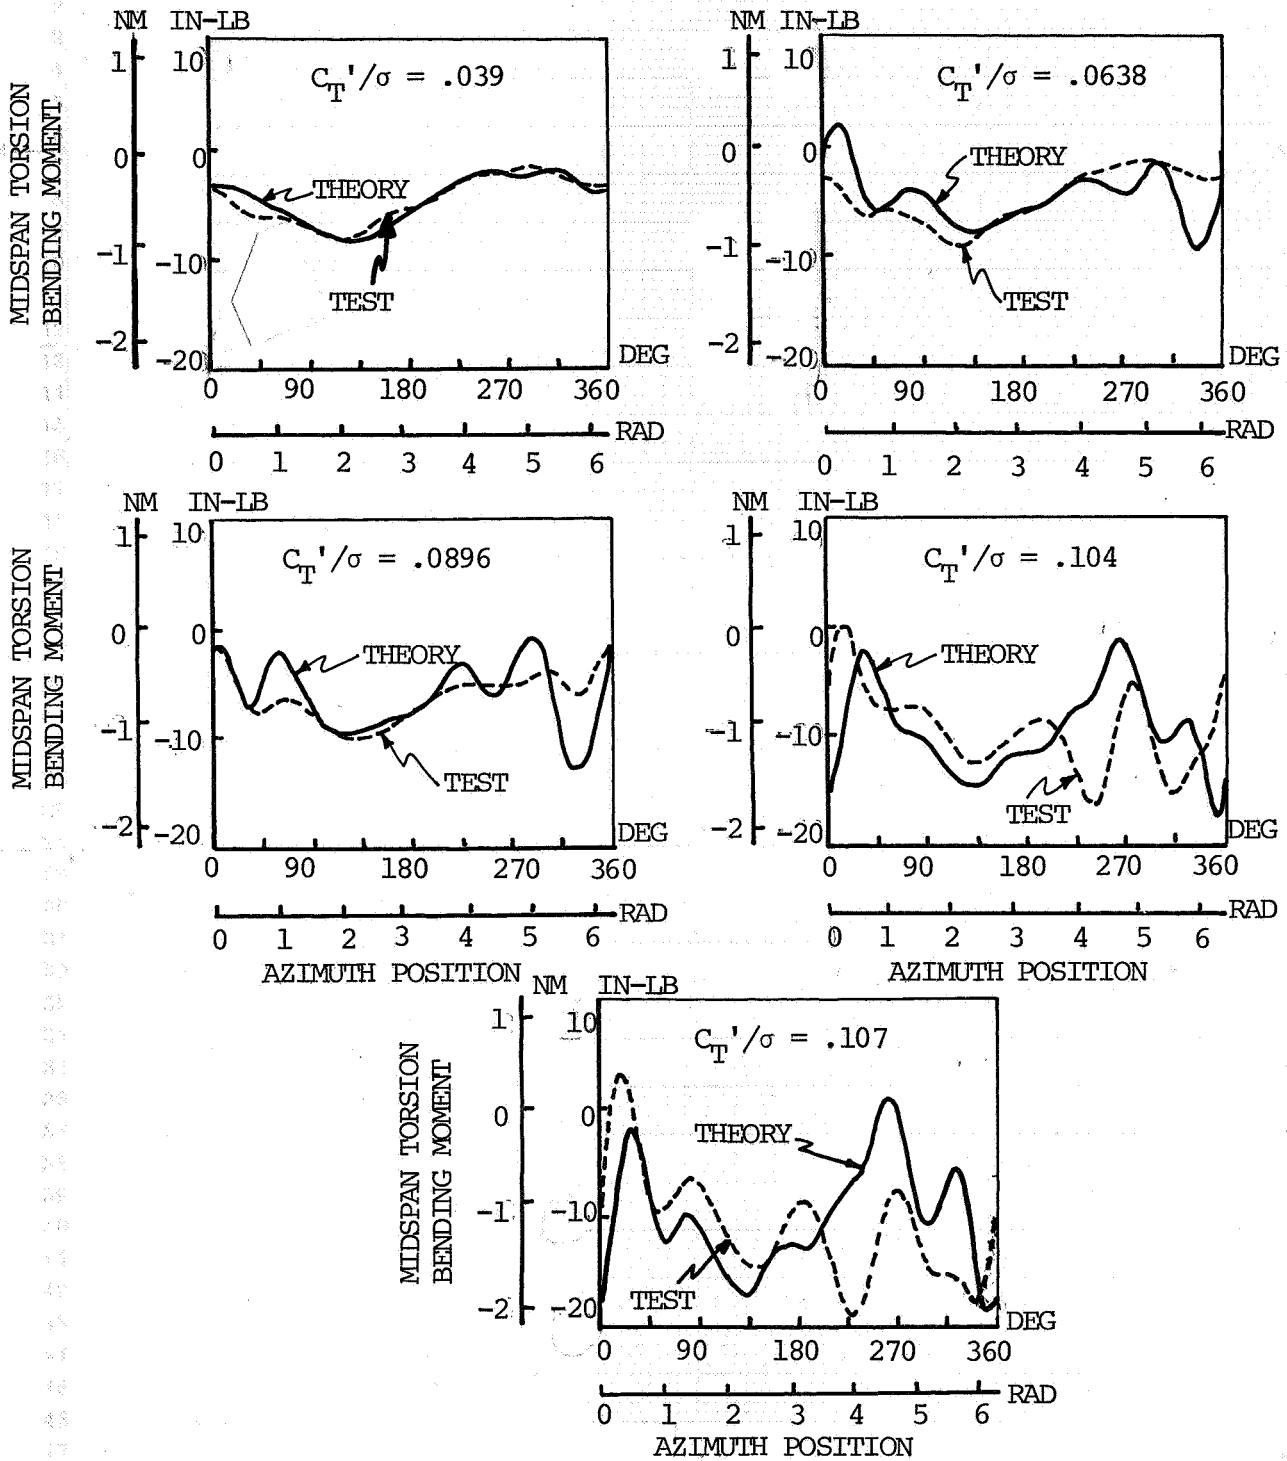 NM IN-LB
MIDSPAN TORSION
BENDING MOMENT
1
0
-1
-2
10
0
-10
-20
C_T'/σ = .039
THEORY
TEST
DEG
0 90 180 270 360
RAD
0 1 2 3 4 5 6
NM IN-LB
1
0
-1
-2
10
0
-10
-20
C_T'/σ = .0638
THEORY
TEST
DEG
0 90 180 270 360
RAD
0 1 2 3 4 5 6
NM IN-LB
MIDSPAN TORSION
BENDING MOMENT
1
0
-1
-2
10
0
-10
-20
C_T'/σ = .0896
THEORY
TEST
DEG
0 90 180 270 360
RAD
0 1 2 3 4 5 6
AZIMUTH POSITION
NM IN-LB
1
0
-1
-2
10
0
-10
-20
C_T'/σ = .104
THEORY
TEST
DEG
0 90 180 270 360
RAD
0 1 2 3 4 5 6
AZIMUTH POSITION
NM IN-LB
MIDSPAN TORSION
BENDING MOMENT
1
0
-1
-2
10
0
-10
-20
C_T'/σ = .107
THEORY
TEST
DEG
0 90 180 270 360
RAD
0 1 2 3 4 5 6
AZIMUTH POSITION